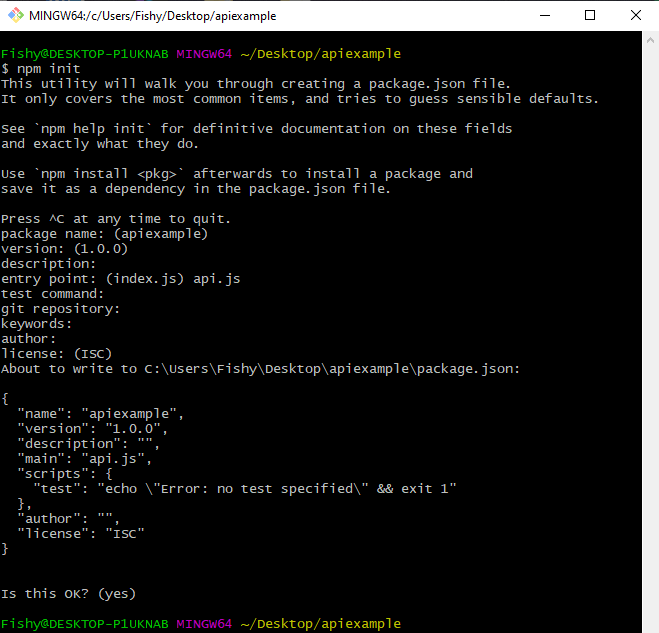 MINGW64:/c/Users/Fishy/Desktop/apiexample
Fishy@DESKTOP-P1UKNAB MINGW64 ~/Desktop/apiexample
$ npm init
This utility will walk you through creating a package.json file.
It only covers the most common items, and tries to guess sensible defaults.
See `npm help init` for definitive documentation on these fields
and exactly what they do.
Use `npm install <pkg>` afterwards to install a package and
save it as a dependency in the package.json file.
Press ^C at any time to quit.
package name: (apiexample)
version: (1.0.0)
description:
entry point: (index.js) api.js
test command:
git repository:
keywords:
author:
license: (ISC)
About to write to C:\Users\Fishy\Desktop\apiexample\package.json:
{
  "name": "apiexample",
  "version": "1.0.0",
  "description": "",
  "main": "api.js",
  "scripts": {
    "test": "echo \"Error: no test specified\" && exit 1"
  },
  "author": "",
  "license": "ISC"
}
Is this OK? (yes)
Fishy@DESKTOP-P1UKNAB MINGW64 ~/Desktop/apiexample